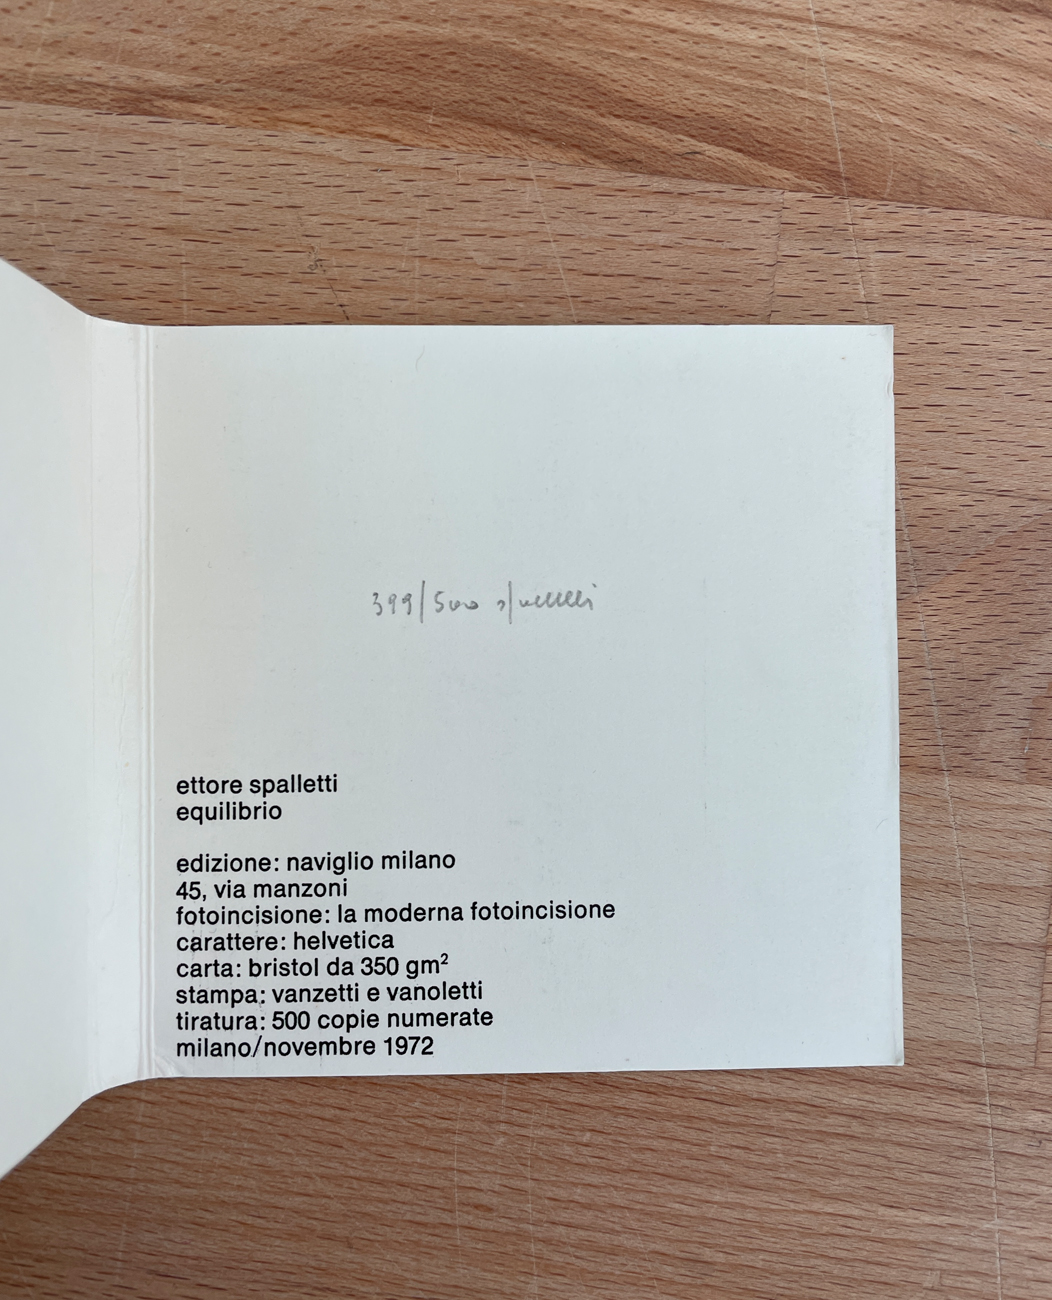 399/500 spalletti
ettore spalletti
equilibrio
edizione: naviglio milano
45, via manzoni
fotoincisione: la moderna fotoincisione
carattere: helvetica
carta: bristol da 350 gm²
stampa: vanzetti e vanoletti
tiratura: 500 copie numerate
milano/novembre 1972